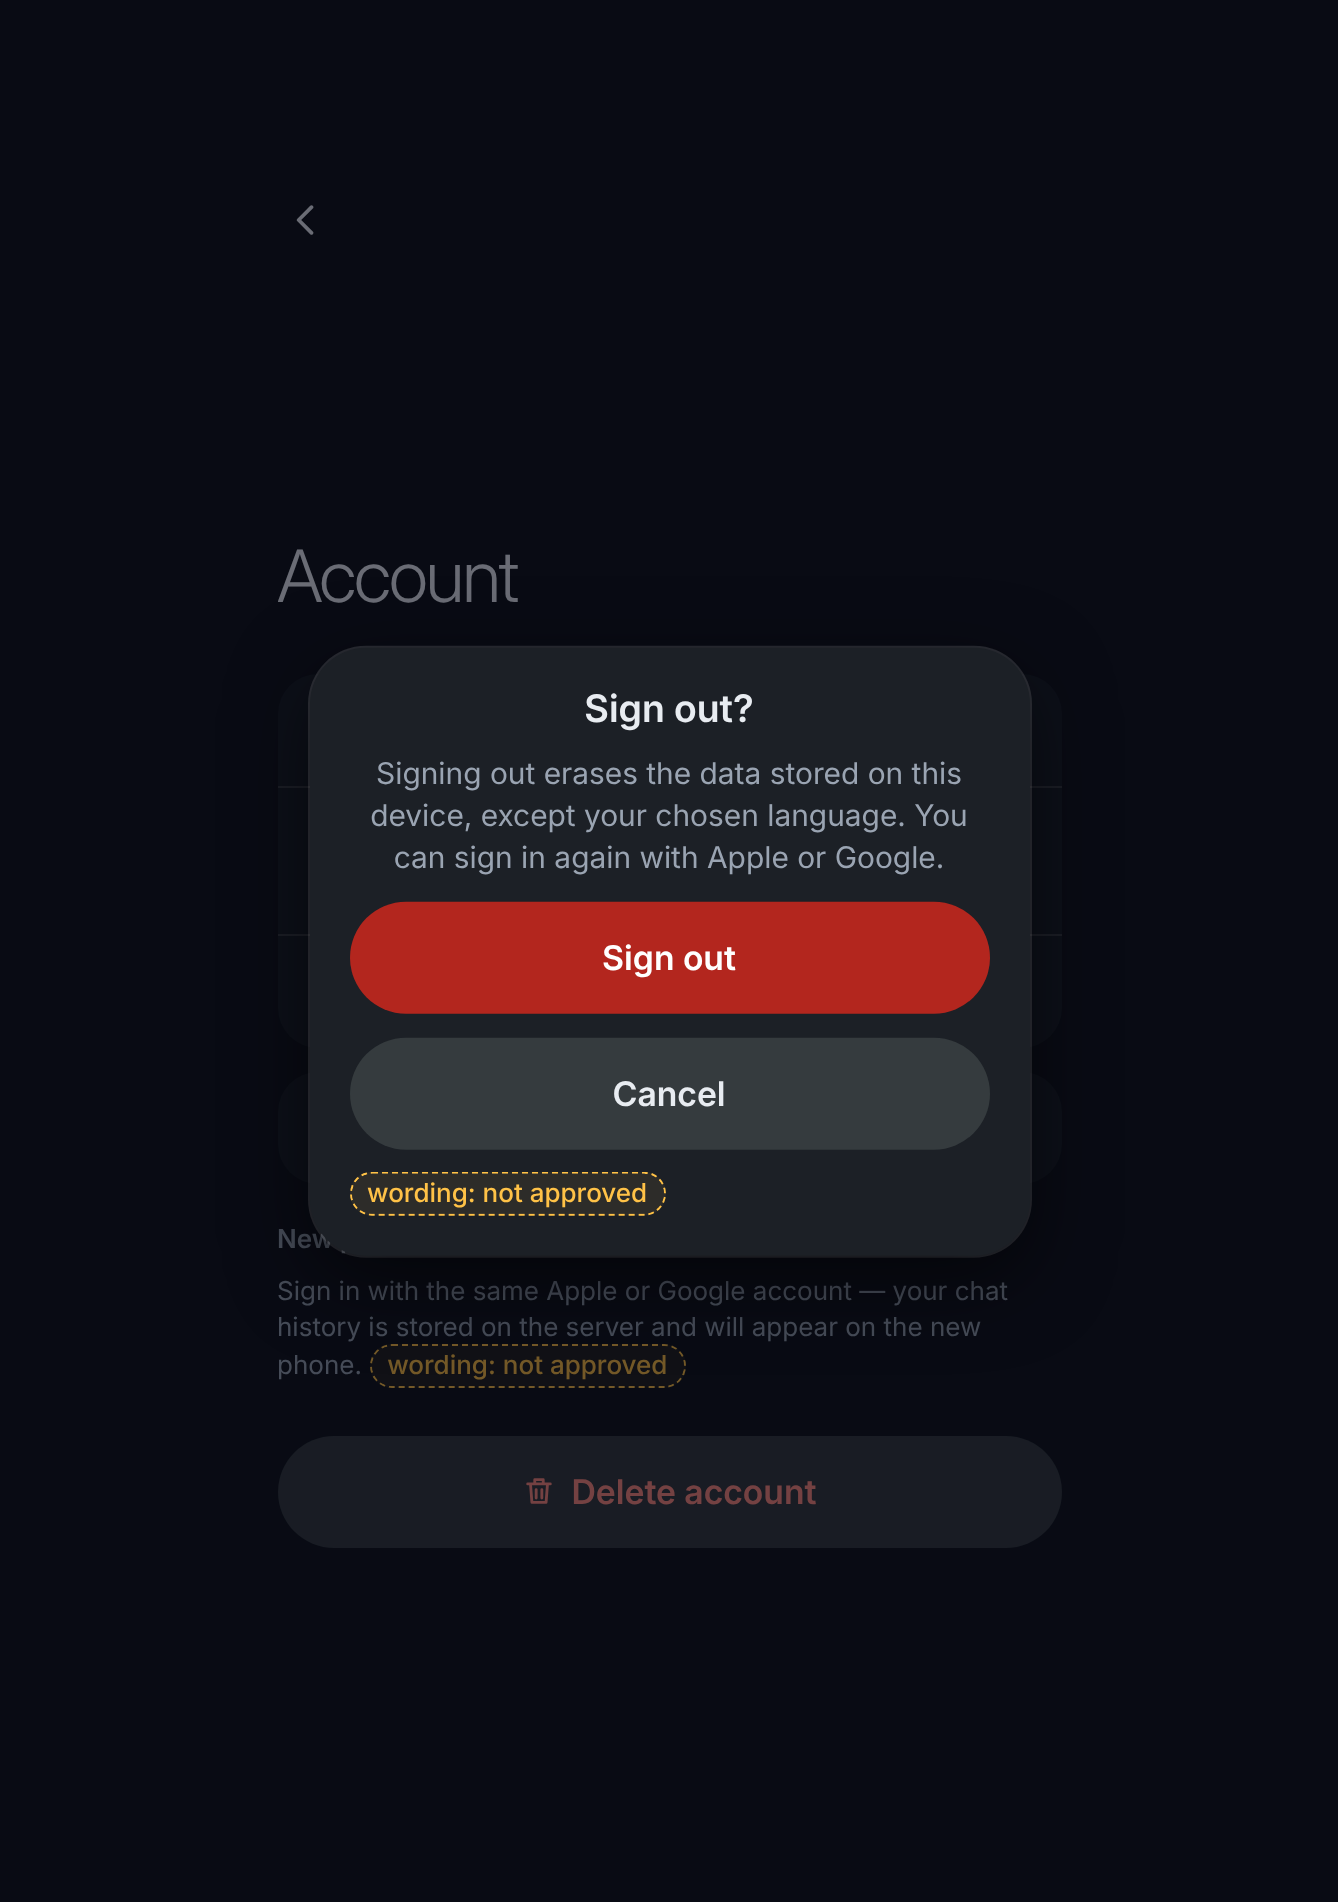 Account
Sign out?
Signing out erases the data stored on this
device, except your chosen language. You
can sign in again with Apple or Google.
Sign out
Cancel
wording: not approved
New
Sign in with the same Apple or Google account — your chat
history is stored on the server and will appear on the new
phone. wording: not approved
Delete account